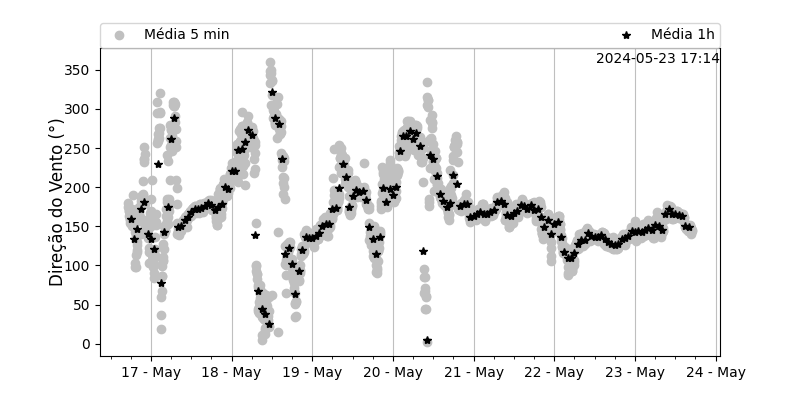 Média 5 min
Média 1h
2024-05-23 17:14
Direção do Vento (°)
350
300
250
200
150
100
50
0
17 - May
18 - May
19 - May
20 - May
21 - May
22 - May
23 - May
24 - May